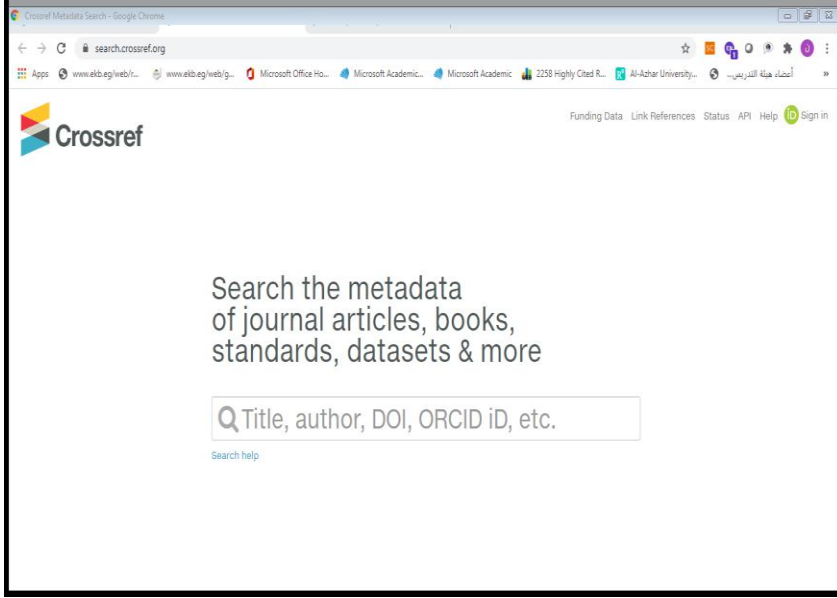 Crossref Metadata Search - Google Chrome
search.crossref.org
Apps www.ekb.eg/web/r... www.ekb.eg/web/g... Microsoft Office Ho... Microsoft Academic... Microsoft Academic 2258 Highly Cited R... Al-Azhar University... أعضاء هيئة التدريس... »
Crossref
Funding Data Link References Status API Help iD Sign in
Search the metadata
of journal articles, books,
standards, datasets & more
Title, author, DOI, ORCID iD, etc.
Search help